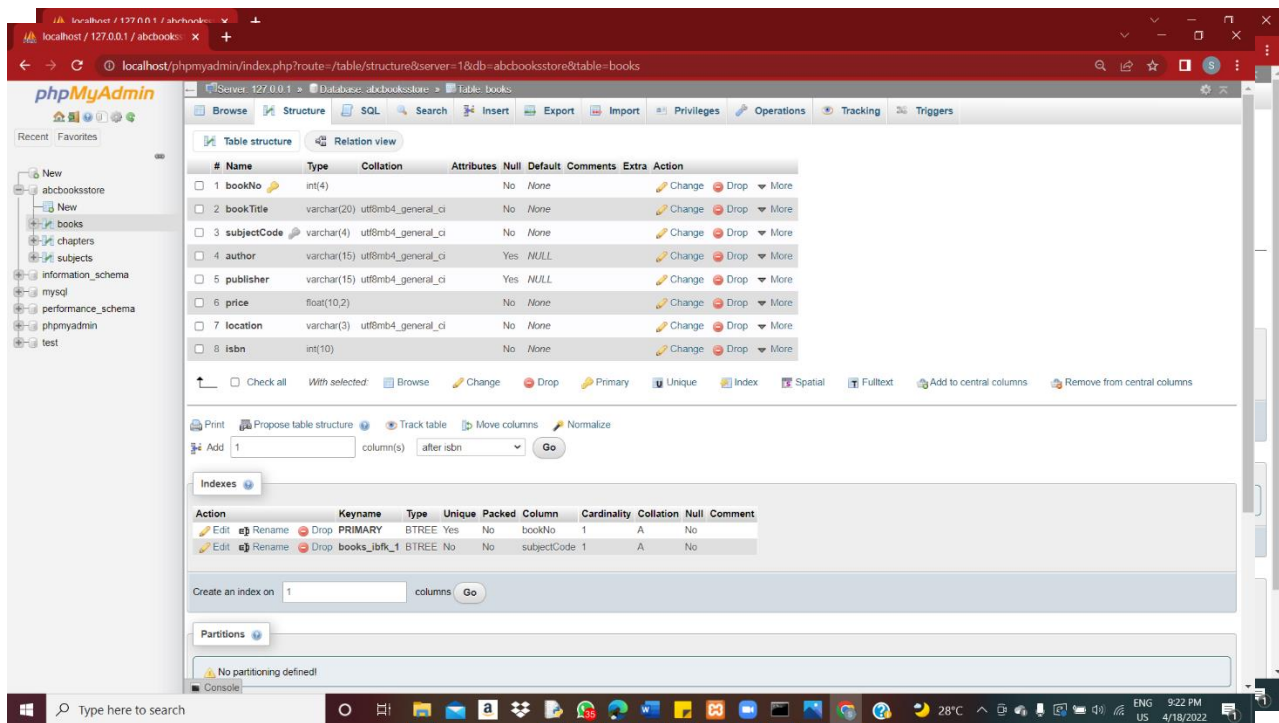 localhost / 127.0.0.1 / abcbooks
localhost / 127.0.0.1 / abcbooks
localhost/phpmyadmin/index.php?route=/table/structure&server=1&db=abcbooksstore&table=books
S
phpMyAdmin
Recent Favorites
New
abcbooksstore
New
books
chapters
subjects
information_schema
mysql
performance_schema
phpmyadmin
test
Server: 127.0.0.1 » Database: abcbooksstore » Table: books
Browse Structure SQL Search Insert Export Import Privileges Operations Tracking Triggers
Table structure Relation view
# Name Type Collation Attributes Null Default Comments Extra Action
1 bookNo int(4) No None Change Drop More
2 bookTitle varchar(20) utf8mb4_general_ci No None Change Drop More
3 subjectCode varchar(4) utf8mb4_general_ci No None Change Drop More
4 author varchar(15) utf8mb4_general_ci Yes NULL Change Drop More
5 publisher varchar(15) utf8mb4_general_ci Yes NULL Change Drop More
6 price float(10,2) No None Change Drop More
7 location varchar(3) utf8mb4_general_ci No None Change Drop More
8 isbn int(10) No None Change Drop More
Check all With selected: Browse Change Drop Primary Unique Index Spatial Fulltext Add to central columns Remove from central columns
Print Propose table structure Track table Move columns Normalize
Add 1 column(s) after isbn Go
Indexes
Action Keyname Type Unique Packed Column Cardinality Collation Null Comment
Edit Rename Drop PRIMARY BTREE Yes No bookNo 1 A No
Edit Rename Drop books_ibfk_1 BTREE No No subjectCode 1 A No
Create an index on 1 columns Go
Partitions
No partitioning defined!
Console
Type here to search
28°C ENG 9:22 PM
US 4/18/2022